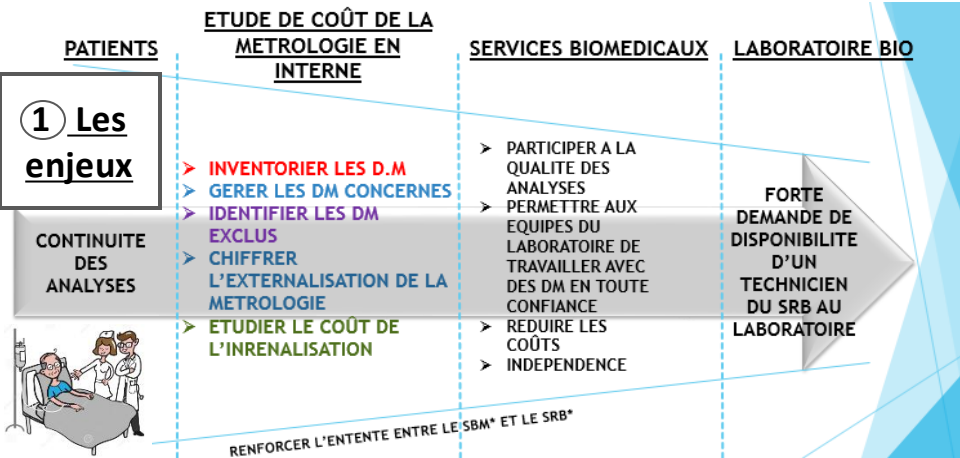 PATIENTS
ETUDE DE COÛT DE LA
METROLOGIE EN
INTERNE
SERVICES BIOMEDICAUX
LABORATOIRE BIO
1 Les
enjeux
CONTINUITE
DES
ANALYSES
➢ INVENTORIER LES D.M
➢ GERER LES DM CONCERNES
➢ IDENTIFIER LES DM
EXCLUS
➢ CHIFFRER
L’EXTERNALISATION DE LA
METROLOGIE
➢ ETUDIER LE COÛT DE
L’INRENALISATION
➢ PARTICIPER A LA
QUALITE DES
ANALYSES
➢ PERMETTRE AUX
EQUIPES DU
LABORATOIRE DE
TRAVAILLER AVEC
DES DM EN TOUTE
CONFIANCE
➢ REDUIRE LES
COÛTS
➢ INDEPENDENCE
FORTE
DEMANDE DE
DISPONIBILITE
D’UN
TECHNICIEN
DU SRB AU
LABORATOIRE
RENFORCER L’ENTENTE ENTRE LE SBM* ET LE SRB*